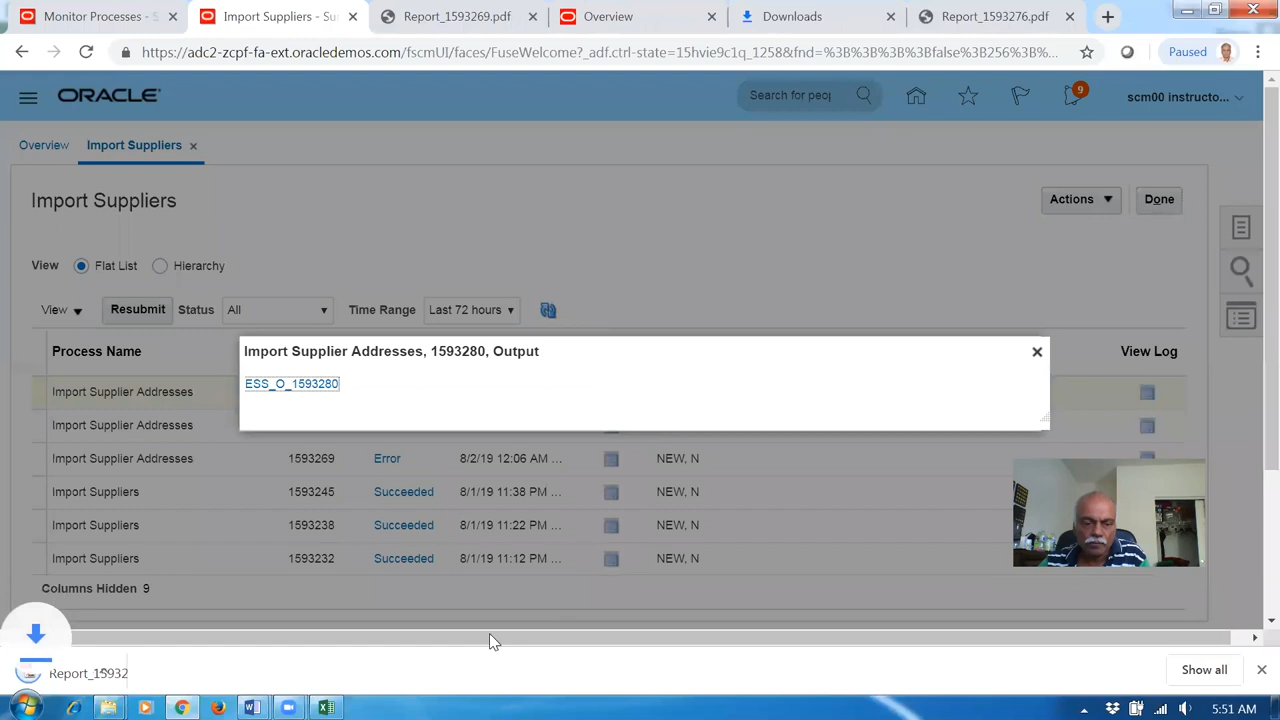 Monitor Processes - S
Import Suppliers - Su
Report_1593269.pdf
Overview
Downloads
Report_1593276.pdf
https://adc2-zcpf-fa-ext.oracledemos.com/fscmUI/faces/FuseWelcome?_adf.ctrl-state=15hvie9c1q_1258&fnd=%3B%3B%3B%3Bfalse%3B256%3B%...
Paused
ORACLE
Search for peop
9
scm00 instructo...
Overview
Import Suppliers
Import Suppliers
Actions
Done
View Flat List Hierarchy
View Resubmit Status All Time Range Last 72 hours
Process Name
View Log
Import Supplier Addresses, 1593280, Output
ESS_O_1593280
Import Supplier Addresses
Import Supplier Addresses
Import Supplier Addresses 1593269 Error 8/2/19 12:06 AM ... NEW, N
Import Suppliers 1593245 Succeeded 8/1/19 11:38 PM ... NEW, N
Import Suppliers 1593238 Succeeded 8/1/19 11:22 PM ... NEW, N
Import Suppliers 1593232 Succeeded 8/1/19 11:12 PM ... NEW, N
Columns Hidden 9
Report_15932
Show all
5:51 AM